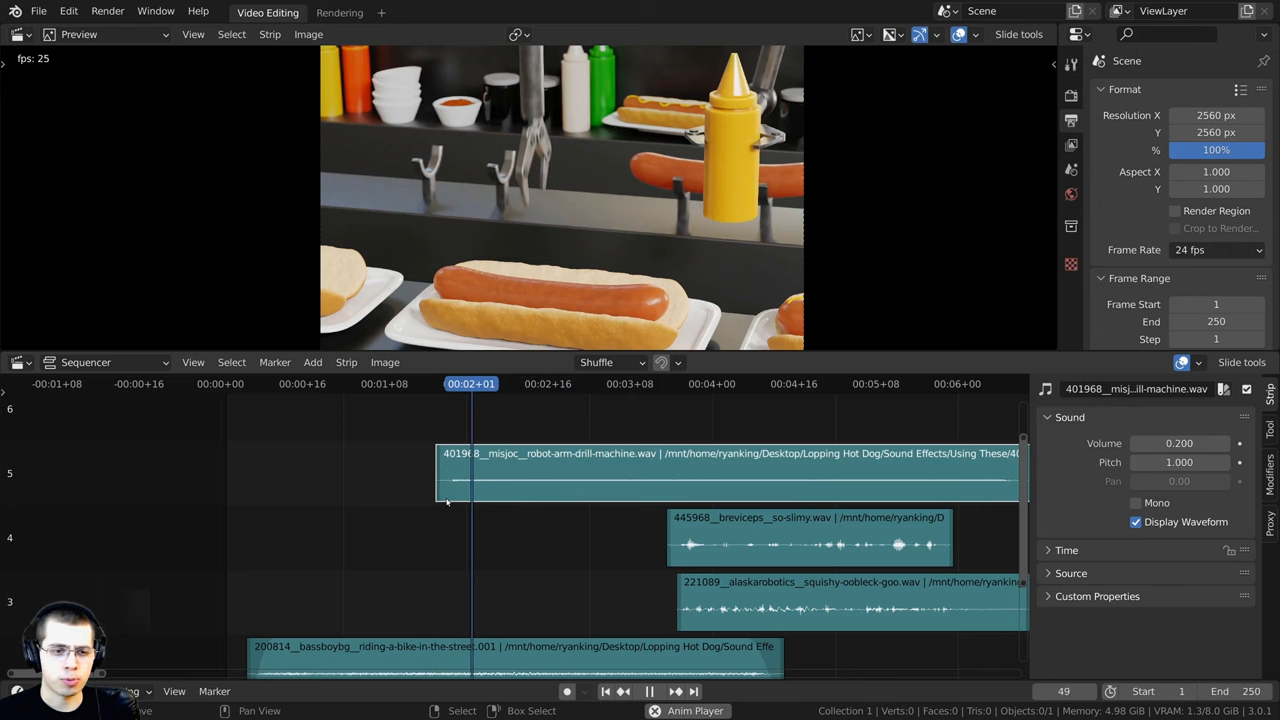 File Edit Render Window Help Video Editing Rendering + Scene ViewLayer
Preview View Select Strip Image Slide tools
fps: 25
Scene
Format
Resolution X 2560 px
Y 2560 px
% 100%
Aspect X 1.000
Y 1.000
Render Region
Crop to Render...
Frame Rate 24 fps
Frame Range
Frame Start 1
End 250
Step 1
Sequencer View Select Marker Add Strip Image Shuffle Slide tools
-00:01+08 -00:00+16 00:00+00 00:00+16 00:01+08 00:02+01 00:02+16 00:03+08 00:04+00 00:04+16 00:05+08 00:06+00
401968__misj...ill-machine.wav
6
Sound
Volume 0.200
Pitch 1.000
Pan 0.00
Mono
Display Waveform
Time
Source
Custom Properties
Strip
Tool
Modifiers
Proxy
401968__misjoc__robot-arm-drill-machine.wav | /mnt/home/ryanking/Desktop/Lopping Hot Dog/Sound Effects/Using These/40
5
445968__breviceps__so-slimy.wav | /mnt/home/ryanking/D
4
221089__alaskarobotics__squishy-oobleck-goo.wav | /mnt/home/ryanking
3
200814__bassboybg__riding-a-bike-in-the-street.001 | /mnt/home/ryanking/Desktop/Lopping Hot Dog/Sound Effe
View Marker 49 Start 1 End 250
Pan View Select Box Select Anim Player Collection 1 | Verts:0 | Faces:0 | Tris:0 | Objects:0/1 | Memory: 4.98 GiB | VRAM: 1.3/8.0 GiB | 3.0.1